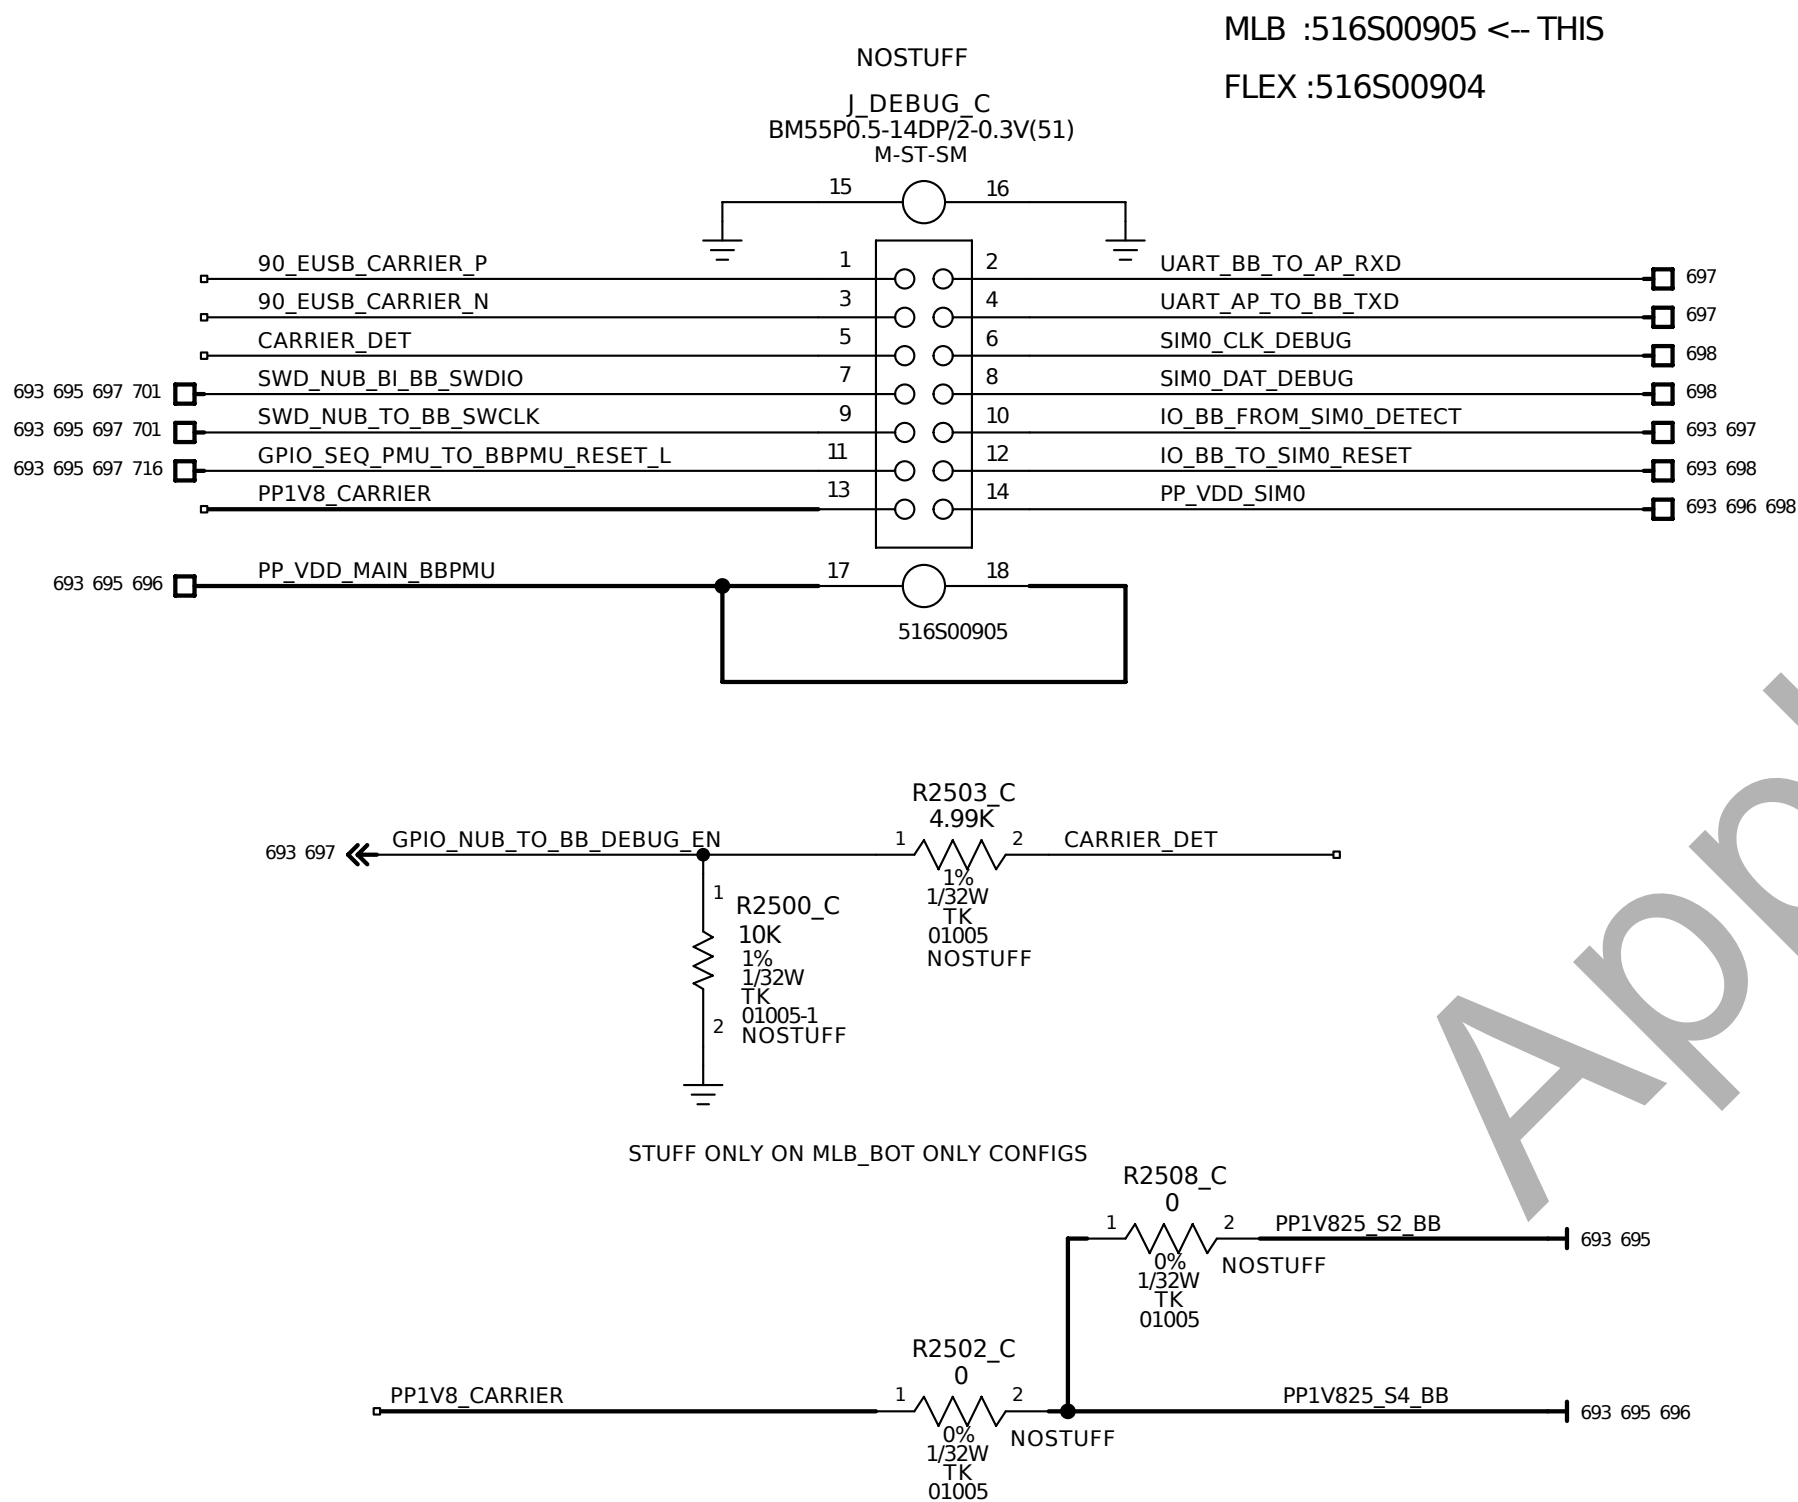 MLB :516S00905 <-- THIS
NOSTUFF
FLEX :516S00904
J_DEBUG_C
BM55P0.5-14DP/2-0.3V(51)
M-ST-SM
15 16
90_EUSB_CARRIER_P 1 2 UART_BB_TO_AP_RXD 697
90_EUSB_CARRIER_N 3 4 UART_AP_TO_BB_TXD 697
CARRIER_DET 5 6 SIM0_CLK_DEBUG 698
693 695 697 701 SWD_NUB_BI_BB_SWDIO 7 8 SIM0_DAT_DEBUG 698
693 695 697 701 SWD_NUB_TO_BB_SWCLK 9 10 IO_BB_FROM_SIM0_DETECT 693 697
693 695 697 716 GPIO_SEQ_PMU_TO_BBPMU_RESET_L 11 12 IO_BB_TO_SIM0_RESET 693 698
PP1V8_CARRIER 13 14 PP_VDD_SIM0 693 696 698
693 695 696 PP_VDD_MAIN_BBPMU 17 18
516S00905
R2503_C
4.99K
693 697 GPIO_NUB_TO_BB_DEBUG_EN 1 2 CARRIER_DET
1%
1/32W
TK
01005
NOSTUFF
1 R2500_C
10K
1%
1/32W
TK
01005-1
2 NOSTUFF
STUFF ONLY ON MLB_BOT ONLY CONFIGS
R2508_C
0
1 2 PP1V825_S2_BB 693 695
0% NOSTUFF
1/32W
TK
01005
R2502_C
0
PP1V8_CARRIER 1 2 PP1V825_S4_BB 693 695 696
0% NOSTUFF
1/32W
TK
01005